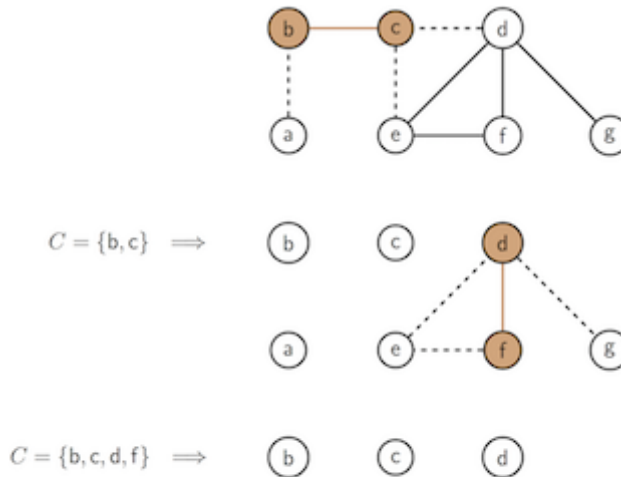 b c d
a e f g
C = {b, c} ⟹ b c d
a e f g
C = {b, c, d, f} ⟹ b c d